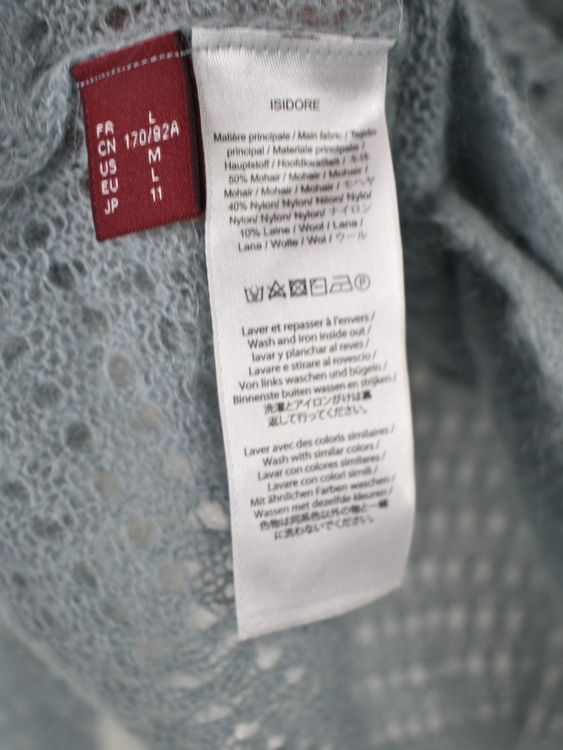 FR L
CN 170/92A
US M
EU L
JP 11
ISIDORE
Matière principale / Main fabric / Tejido
principal / Materiale principale /
Hauptstoff / Hoofdkwaliteit / 本体
50% Mohair / Mohair / Mohair /
Mohair / Mohair / Mohair / モヘヤ
40% Nylon/ Nylon/ Nilon/ Nylon/
Nylon/ Nylon/ Nylon/ ナイロン
10% Laine / Wool / Lana /
Lana / Wolle / Wol / ウール
Laver et repasser à l'envers /
Wash and iron inside out /
lavar y planchar al reves /
Lavare e stirare al rovescio /
Von links waschen und bügeln /
Binnenste buiten wassen en strijken /
洗濯とアイロンがけは裏
返して行ってください。
Laver avec des coloris similaires /
Wash with similar colors /
Lavar con colores similares /
Lavare con colori simili /
Mit ähnlichen Farben waschen /
Wassen met dezelfde kleuren /
色物は同系色以外の物と一緒
に洗わないでください。